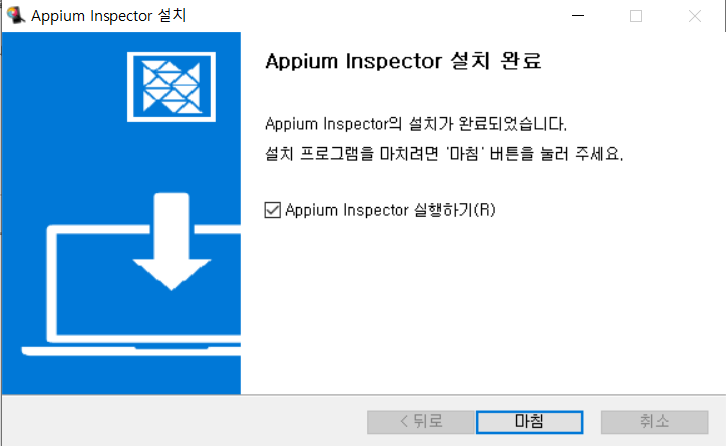 Appium Inspector 설치
Appium Inspector 설치 완료
Appium Inspector의 설치가 완료되었습니다.
설치 프로그램을 마치려면 '마침' 버튼을 눌러 주세요.
Appium Inspector 실행하기(R)
< 뒤로
마침
취소